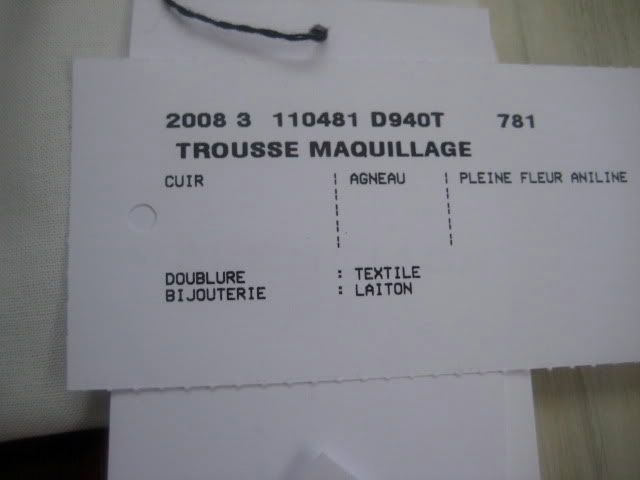 2008 3 110481 D940T 781
TROUSSE MAQUILLAGE
CUIR ¦ AGNEAU ¦ PLEINE FLEUR ANILINE
DOUBLURE : TEXTILE
BIJOUTERIE : LAITON